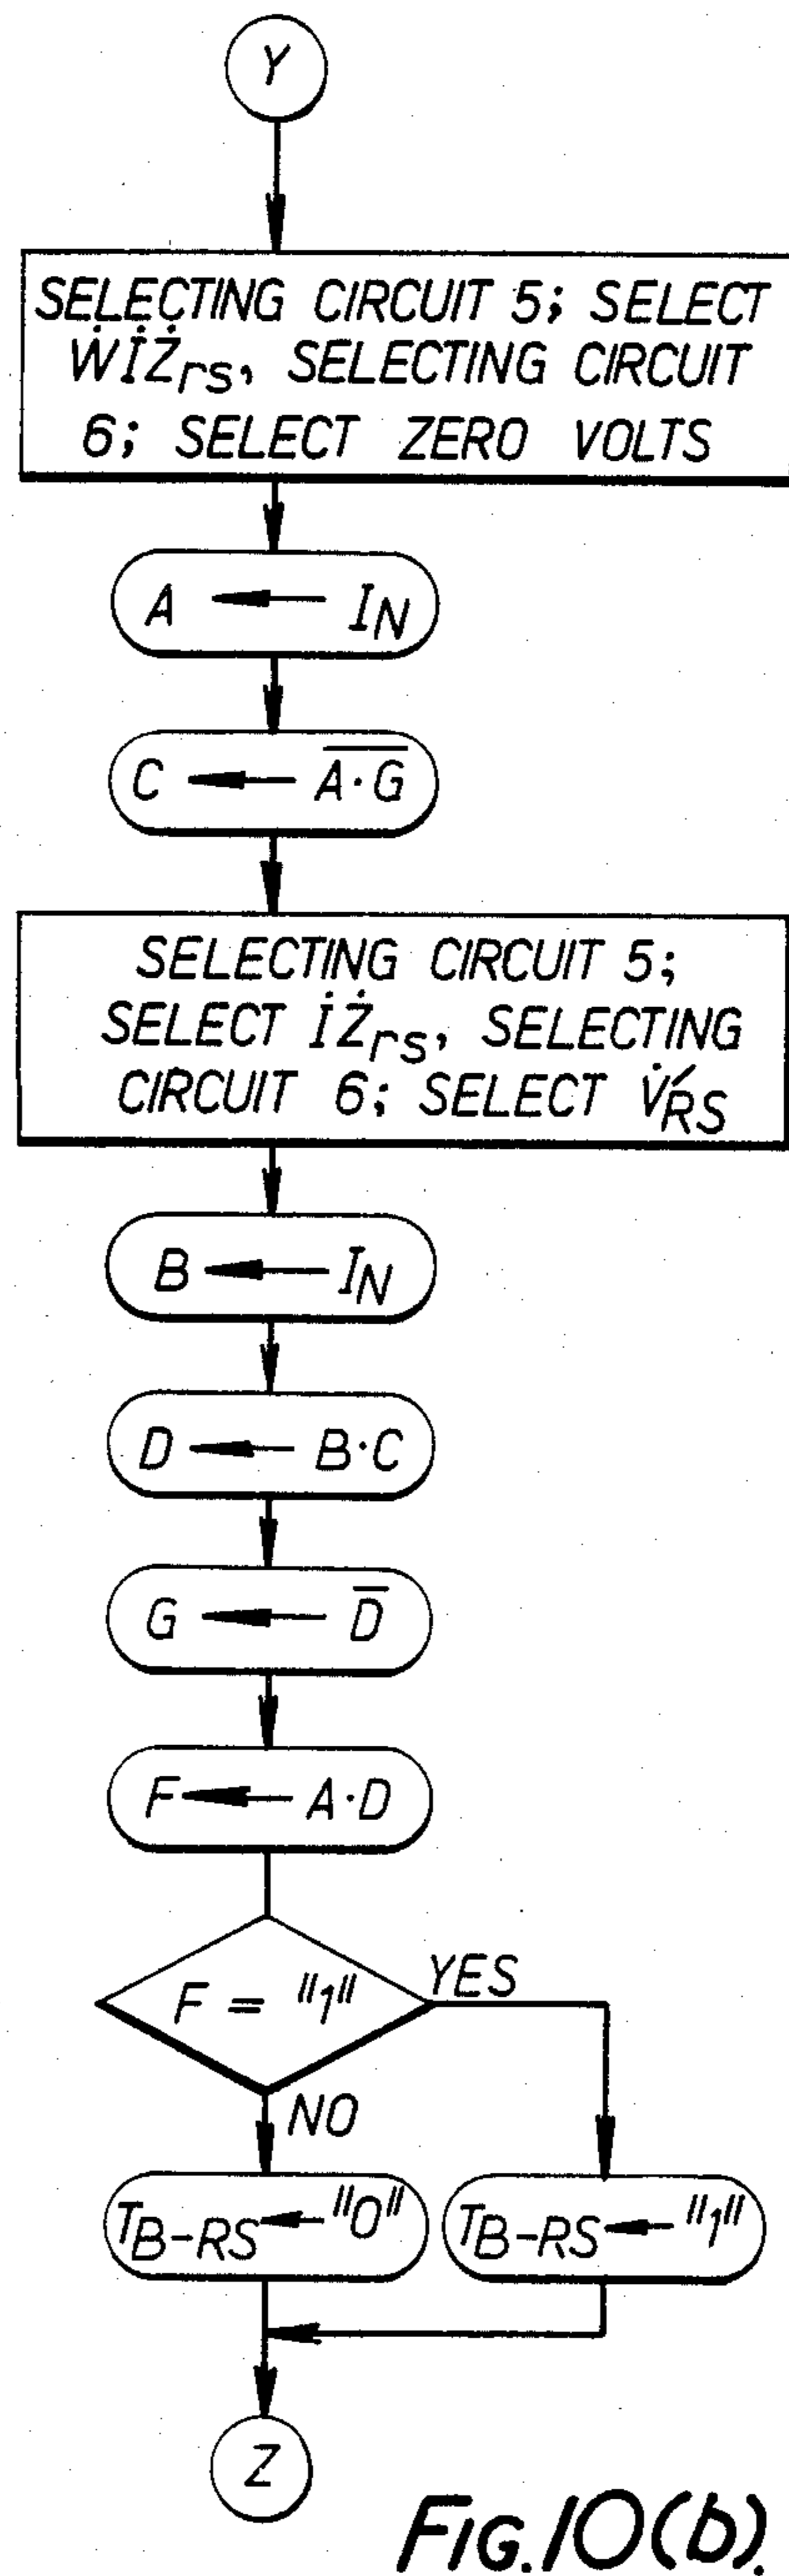 Y
SELECTING CIRCUIT 5; SELECT
ẆİŻrs, SELECTING CIRCUIT
6; SELECT ZERO VOLTS
A ← IN
C ← A·G̅
SELECTING CIRCUIT 5;
SELECT İŻrs, SELECTING
CIRCUIT 6; SELECT V̇′RS
B ← IN
D ← B·C
G ← D̅
F ← A·D
F = "1"
YES
NO
TB-RS ← "0"
TB-RS ← "1"
Z
FIG.10(b).